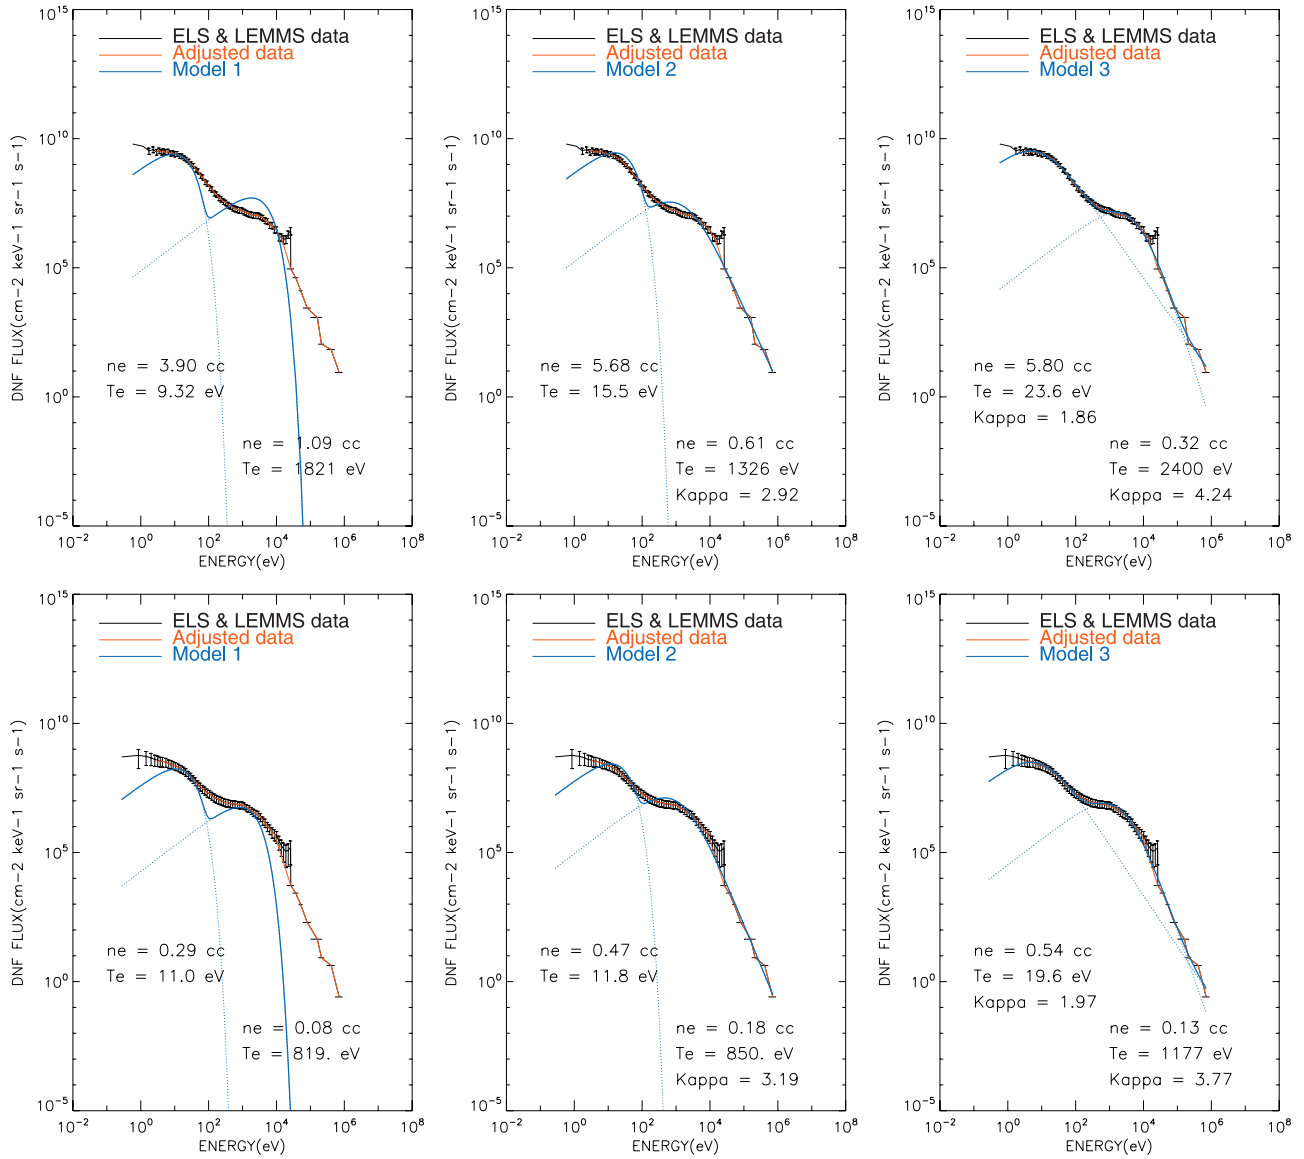 ELS & LEMMS data
Adjusted data
Model 1
10^15
10^10
10^5
10^0
10^-5
DNF FLUX(cm-2 keV-1 sr-1 s-1)
ne = 3.90 cc
Te = 9.32 eV
ne = 1.09 cc
Te = 1821 eV
10^-2 10^0 10^2 10^4 10^6 10^8
ENERGY(eV)
ELS & LEMMS data
Adjusted data
Model 2
10^15
10^10
10^5
10^0
10^-5
DNF FLUX(cm-2 keV-1 sr-1 s-1)
ne = 5.68 cc
Te = 15.5 eV
ne = 0.61 cc
Te = 1326 eV
Kappa = 2.92
10^-2 10^0 10^2 10^4 10^6 10^8
ENERGY(eV)
ELS & LEMMS data
Adjusted data
Model 3
10^15
10^10
10^5
10^0
10^-5
DNF FLUX(cm-2 keV-1 sr-1 s-1)
ne = 5.80 cc
Te = 23.6 eV
Kappa = 1.86
ne = 0.32 cc
Te = 2400 eV
Kappa = 4.24
10^-2 10^0 10^2 10^4 10^6 10^8
ENERGY(eV)
ELS & LEMMS data
Adjusted data
Model 1
10^15
10^10
10^5
10^0
10^-5
DNF FLUX(cm-2 keV-1 sr-1 s-1)
ne = 0.29 cc
Te = 11.0 eV
ne = 0.08 cc
Te = 819. eV
10^-2 10^0 10^2 10^4 10^6 10^8
ENERGY(eV)
ELS & LEMMS data
Adjusted data
Model 2
10^15
10^10
10^5
10^0
10^-5
DNF FLUX(cm-2 keV-1 sr-1 s-1)
ne = 0.47 cc
Te = 11.8 eV
ne = 0.18 cc
Te = 850. eV
Kappa = 3.19
10^-2 10^0 10^2 10^4 10^6 10^8
ENERGY(eV)
ELS & LEMMS data
Adjusted data
Model 3
10^15
10^10
10^5
10^0
10^-5
DNF FLUX(cm-2 keV-1 sr-1 s-1)
ne = 0.54 cc
Te = 19.6 eV
Kappa = 1.97
ne = 0.13 cc
Te = 1177 eV
Kappa = 3.77
10^-2 10^0 10^2 10^4 10^6 10^8
ENERGY(eV)